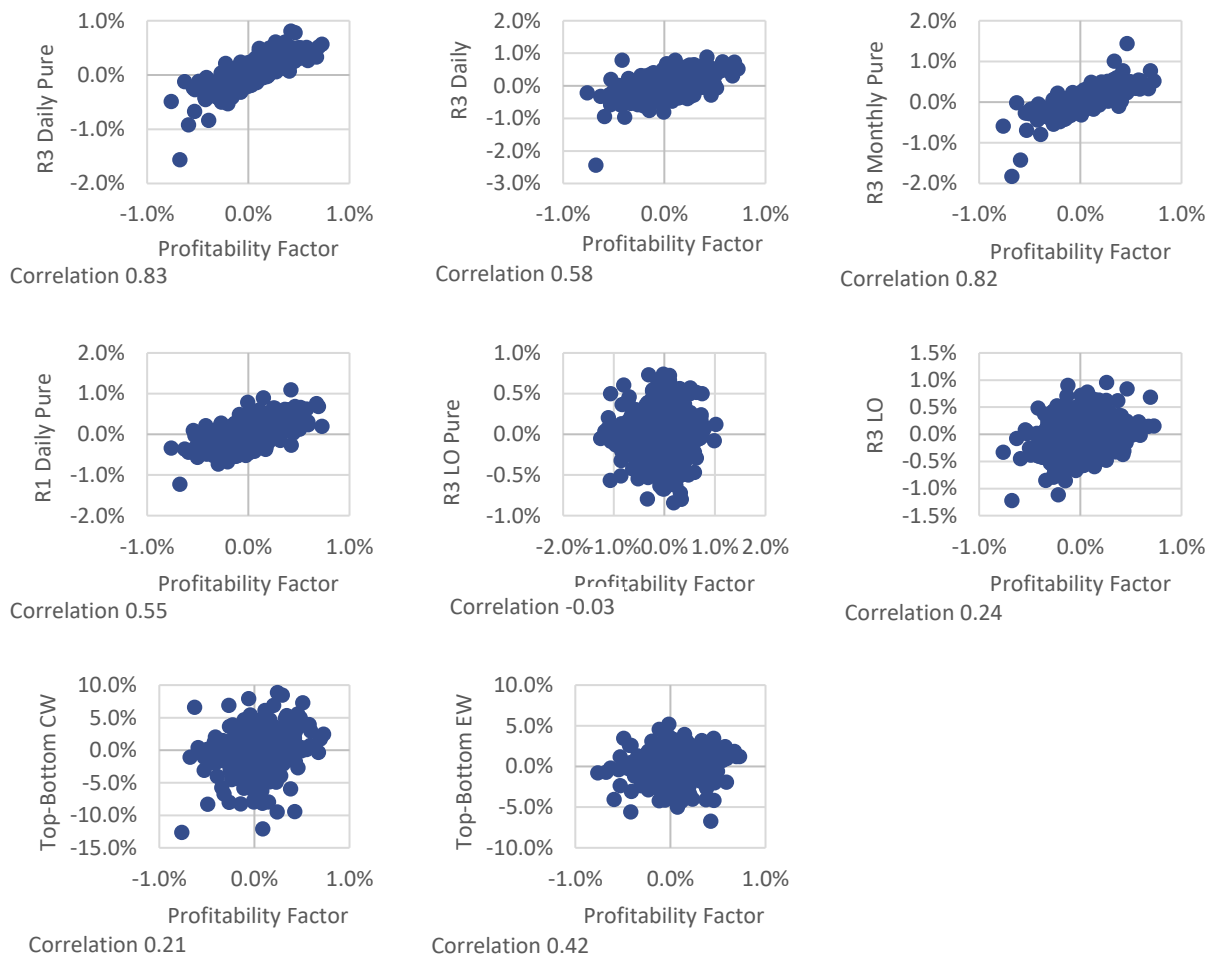 1.0%
0.0%
-1.0%
-2.0%
R3 Daily Pure
-1.0% 0.0% 1.0%
Profitability Factor
Correlation 0.83
2.0%
1.0%
0.0%
-1.0%
-2.0%
-3.0%
R3 Daily
-1.0% 0.0% 1.0%
Profitability Factor
Correlation 0.58
2.0%
1.0%
0.0%
-1.0%
-2.0%
R3 Monthly Pure
-1.0% 0.0% 1.0%
Profitability Factor
Correlation 0.82
2.0%
1.0%
0.0%
-1.0%
-2.0%
R1 Daily Pure
-1.0% 0.0% 1.0%
Profitability Factor
Correlation 0.55
1.0%
0.5%
0.0%
-0.5%
-1.0%
R3 LO Pure
-2.0% -1.0% 0.0% 1.0% 2.0%
Profitability Factor
Correlation -0.03
1.5%
1.0%
0.5%
0.0%
-0.5%
-1.0%
-1.5%
R3 LO
-1.0% 0.0% 1.0%
Profitability Factor
Correlation 0.24
10.0%
5.0%
0.0%
-5.0%
-10.0%
-15.0%
Top-Bottom CW
-1.0% 0.0% 1.0%
Profitability Factor
Correlation 0.21
10.0%
5.0%
0.0%
-5.0%
-10.0%
Top-Bottom EW
-1.0% 0.0% 1.0%
Profitability Factor
Correlation 0.42